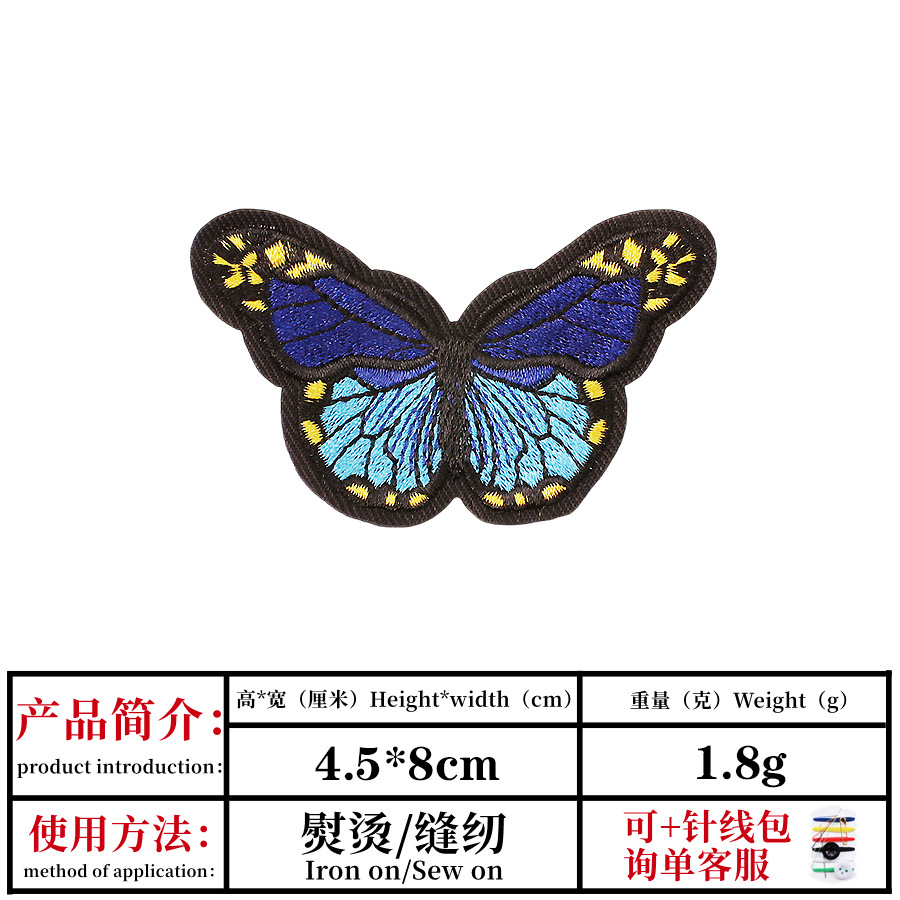 产品简介：
product introduction：
高*宽（厘米）Height*width（cm）
重量（克）Weight（g）
4.5*8cm
1.8g
使用方法：
method of application：
熨烫/缝纫
Iron on/Sew on
可+针线包
询单客服